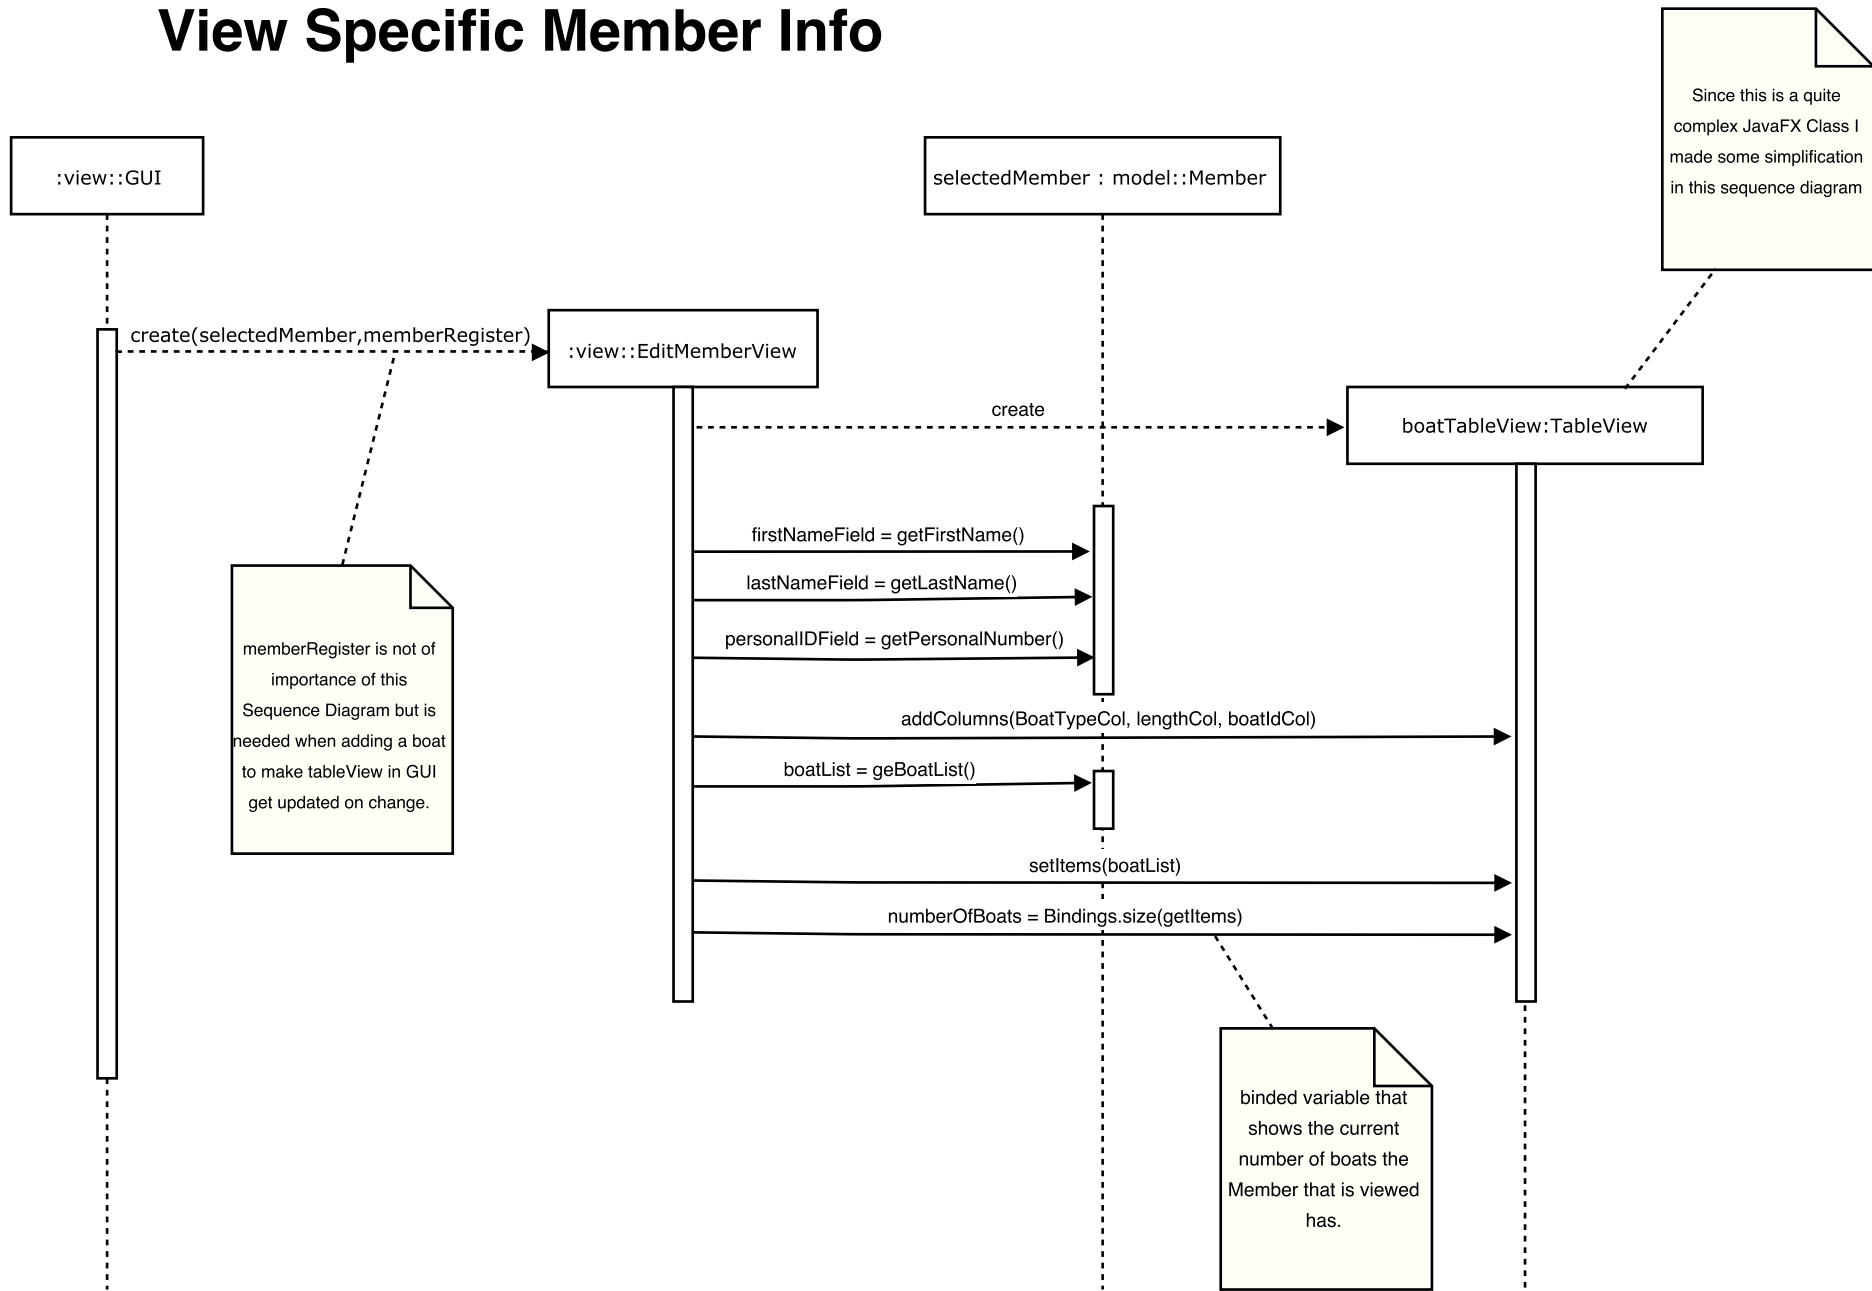 View Specific Member Info
Since this is a quite
complex JavaFX Class I
made some simplification
in this sequence diagram
:view::GUI
selectedMember : model::Member
create(selectedMember,memberRegister)
:view::EditMemberView
create
boatTableView:TableView
firstNameField = getFirstName()
lastNameField = getLastName()
personalIDField = getPersonalNumber()
memberRegister is not of
importance of this
Sequence Diagram but is
needed when adding a boat
to make tableView in GUI
get updated on change.
addColumns(BoatTypeCol, lengthCol, boatIdCol)
boatList = geBoatList()
setItems(boatList)
numberOfBoats = Bindings.size(getItems)
binded variable that
shows the current
number of boats the
Member that is viewed
has.